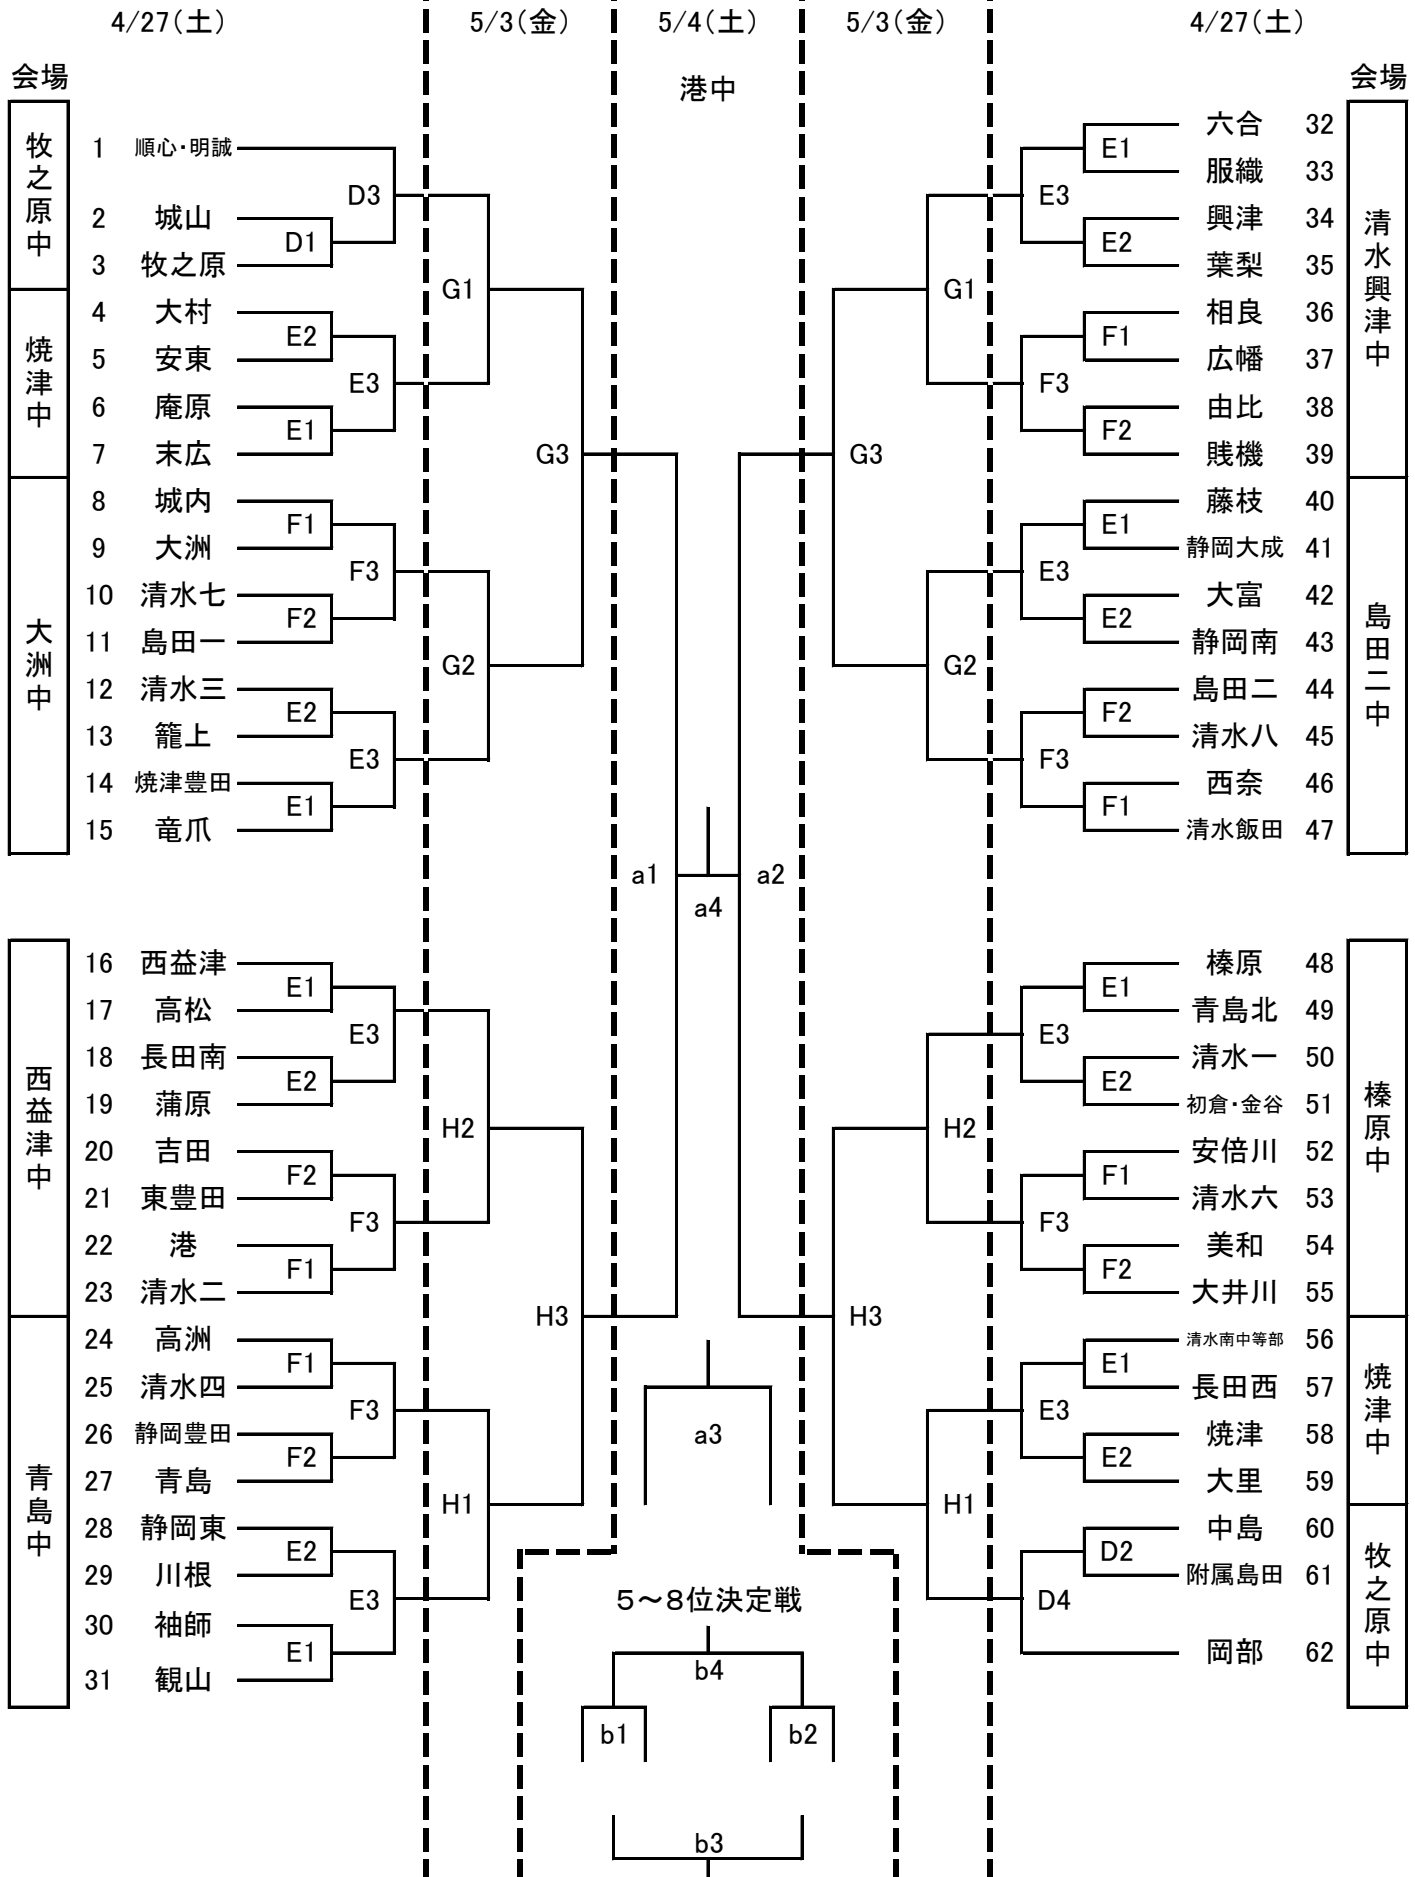 4/27(土) 5/3(金) 5/4(土) 5/3(金) 4/27(土)
会場 港中 会場
牧之原中
焼津中
大洲中
西益津中
青島中
1 順心・明誠
2 城山
3 牧之原
4 大村
5 安東
6 庵原
7 末広
8 城内
9 大洲
10 清水七
11 島田一
12 清水三
13 籠上
14 焼津豊田
15 竜爪
16 西益津
17 高松
18 長田南
19 蒲原
20 吉田
21 東豊田
22 港
23 清水二
24 高洲
25 清水四
26 静岡豊田
27 青島
28 静岡東
29 川根
30 袖師
31 観山
D1
E2
E1
F1
F2
E2
E1
E1
E2
F2
F1
F1
F2
E2
E1
D3
E3
F3
E3
E3
F3
F3
E3
G1
G2
H2
H1
G3
H3
a1
a4
a2
a3
5～8位決定戦
b4
b1 b2
b3
G3
H3
G1
G2
H2
H1
E3
F3
E3
F3
E3
F3
E3
D4
E1
E2
F1
F2
E1
E2
F2
F1
E1
E2
F1
F2
E1
E2
D2
六合 32
服織 33
興津 34
葉梨 35
相良 36
広幡 37
由比 38
賎機 39
藤枝 40
静岡大成 41
大富 42
静岡南 43
島田二 44
清水八 45
西奈 46
清水飯田 47
榛原 48
青島北 49
清水一 50
初倉・金谷 51
安倍川 52
清水六 53
美和 54
大井川 55
清水南中等部 56
長田西 57
焼津 58
大里 59
中島 60
附属島田 61
岡部 62
清水興津中
島田二中
榛原中
焼津中
牧之原中